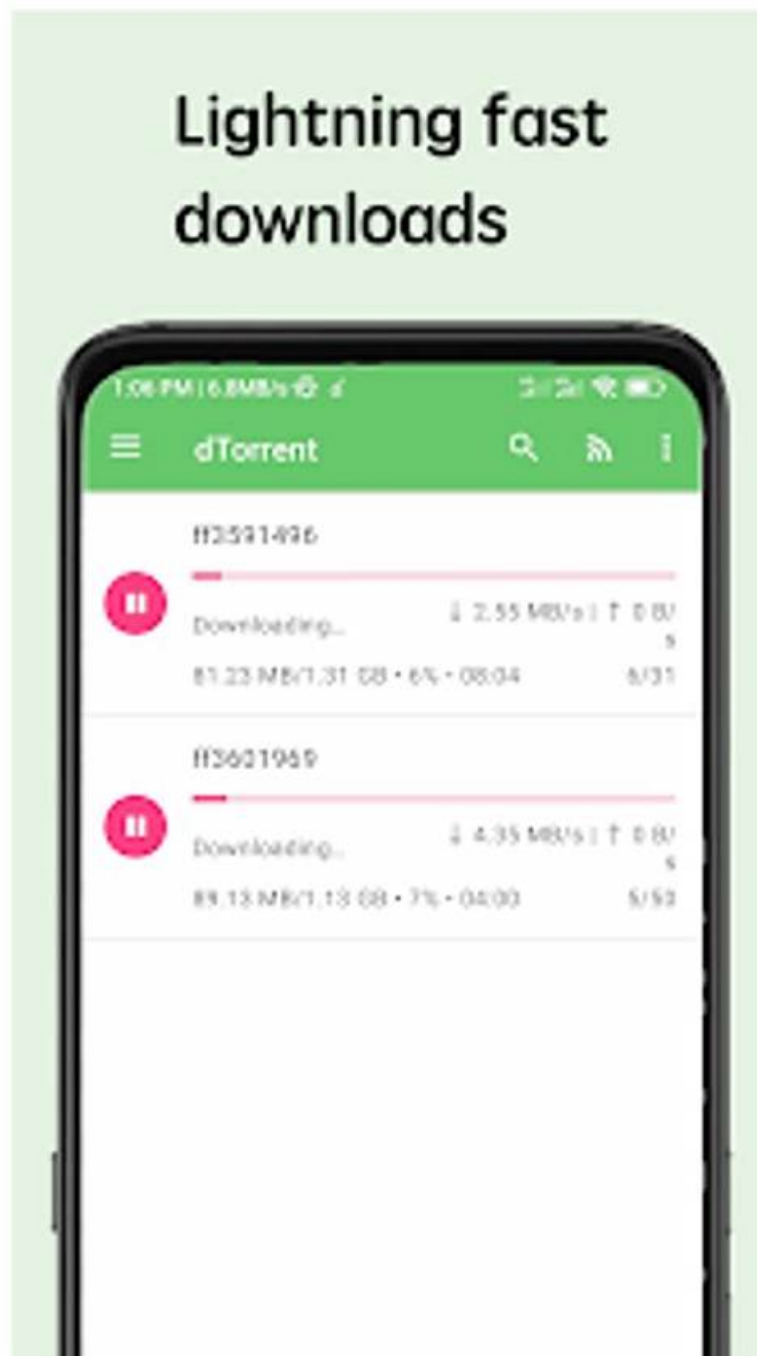 Lightning fast
downloads
1:06 PM | 6.8MB/s
dTorrent
ff3591496
Downloading...
↓ 2.55 MB/s | ↑ 0 B/
s
81.23 MB/1.31 GB • 6% • 08:04
6/31
ff3601969
Downloading...
↓ 4.35 MB/s | ↑ 0 B/
s
89.13 MB/1.13 GB • 7% • 04:00
5/50